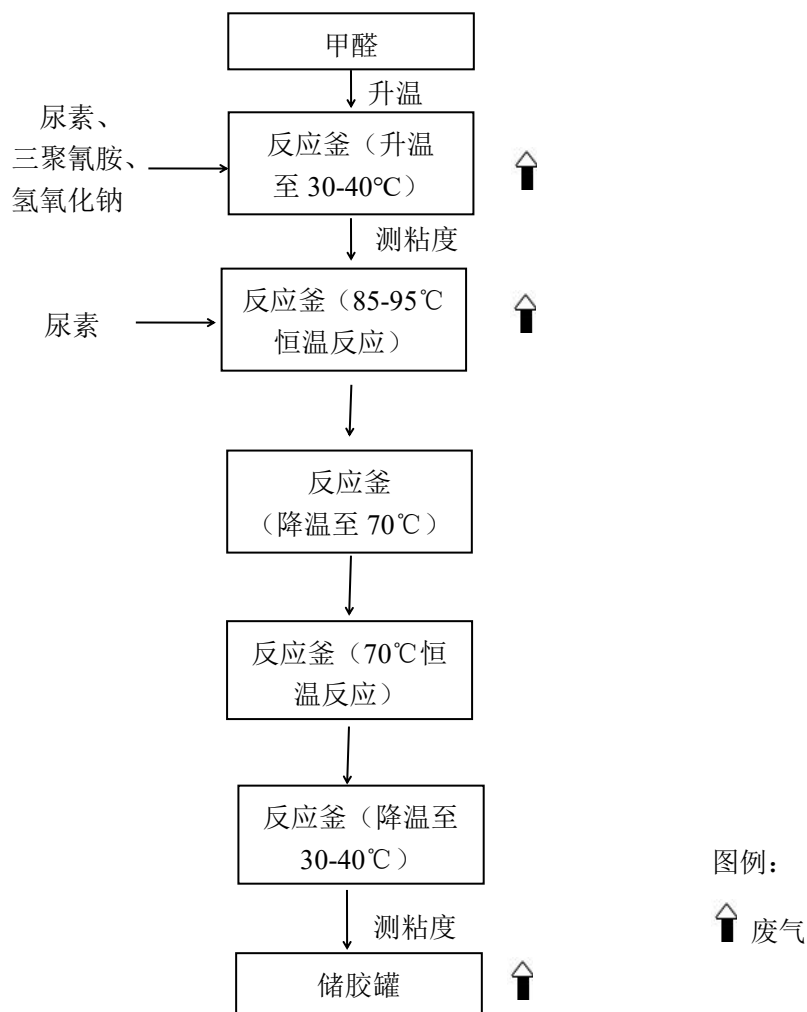 甲醛
升温
尿素、
三聚氰胺、
氢氧化钠
反应釜（升温
至 30-40℃）
测粘度
尿素
反应釜（85-95℃
恒温反应）
反应釜
（降温至 70℃）
反应釜（70℃恒
温反应）
反应釜（降温至
30-40℃）
图例：
测粘度
废气
储胶罐